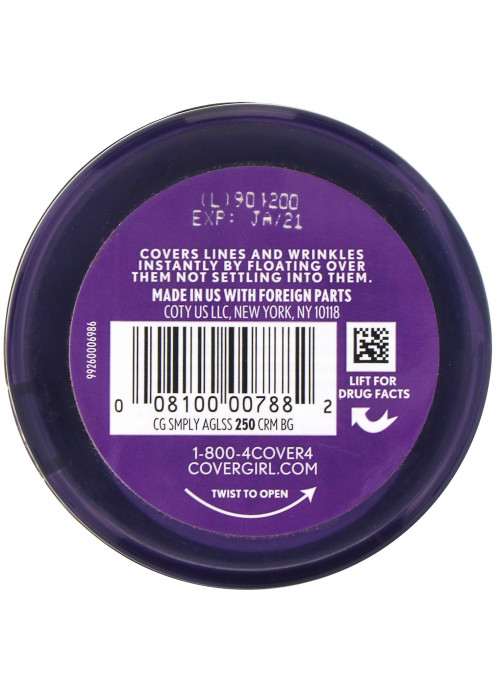 (L)901200
EXP: JA/21
COVERS LINES AND WRINKLES
INSTANTLY BY FLOATING OVER
THEM NOT SETTLING INTO THEM.
MADE IN US WITH FOREIGN PARTS
COTY US LLC, NEW YORK, NY 10118
99260006986
0 08100 00788 2
CG SMPLY AGLSS 250 CRM BG
LIFT FOR
DRUG FACTS
1-800-4COVER4
COVERGIRL.COM
TWIST TO OPEN